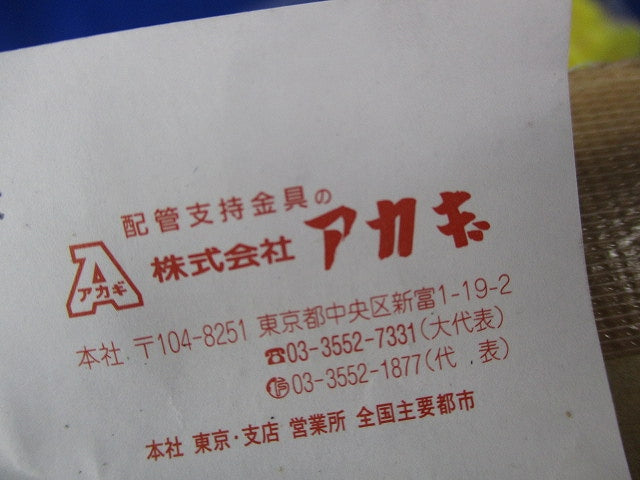 配管支持金具の
アカギ 株式会社 アカギ
本社 〒104-8251 東京都中央区新富1-19-2
☎03-3552-7331(大代表)
03-3552-1877(代 表)
本社 東京・支店 営業所 全国主要都市